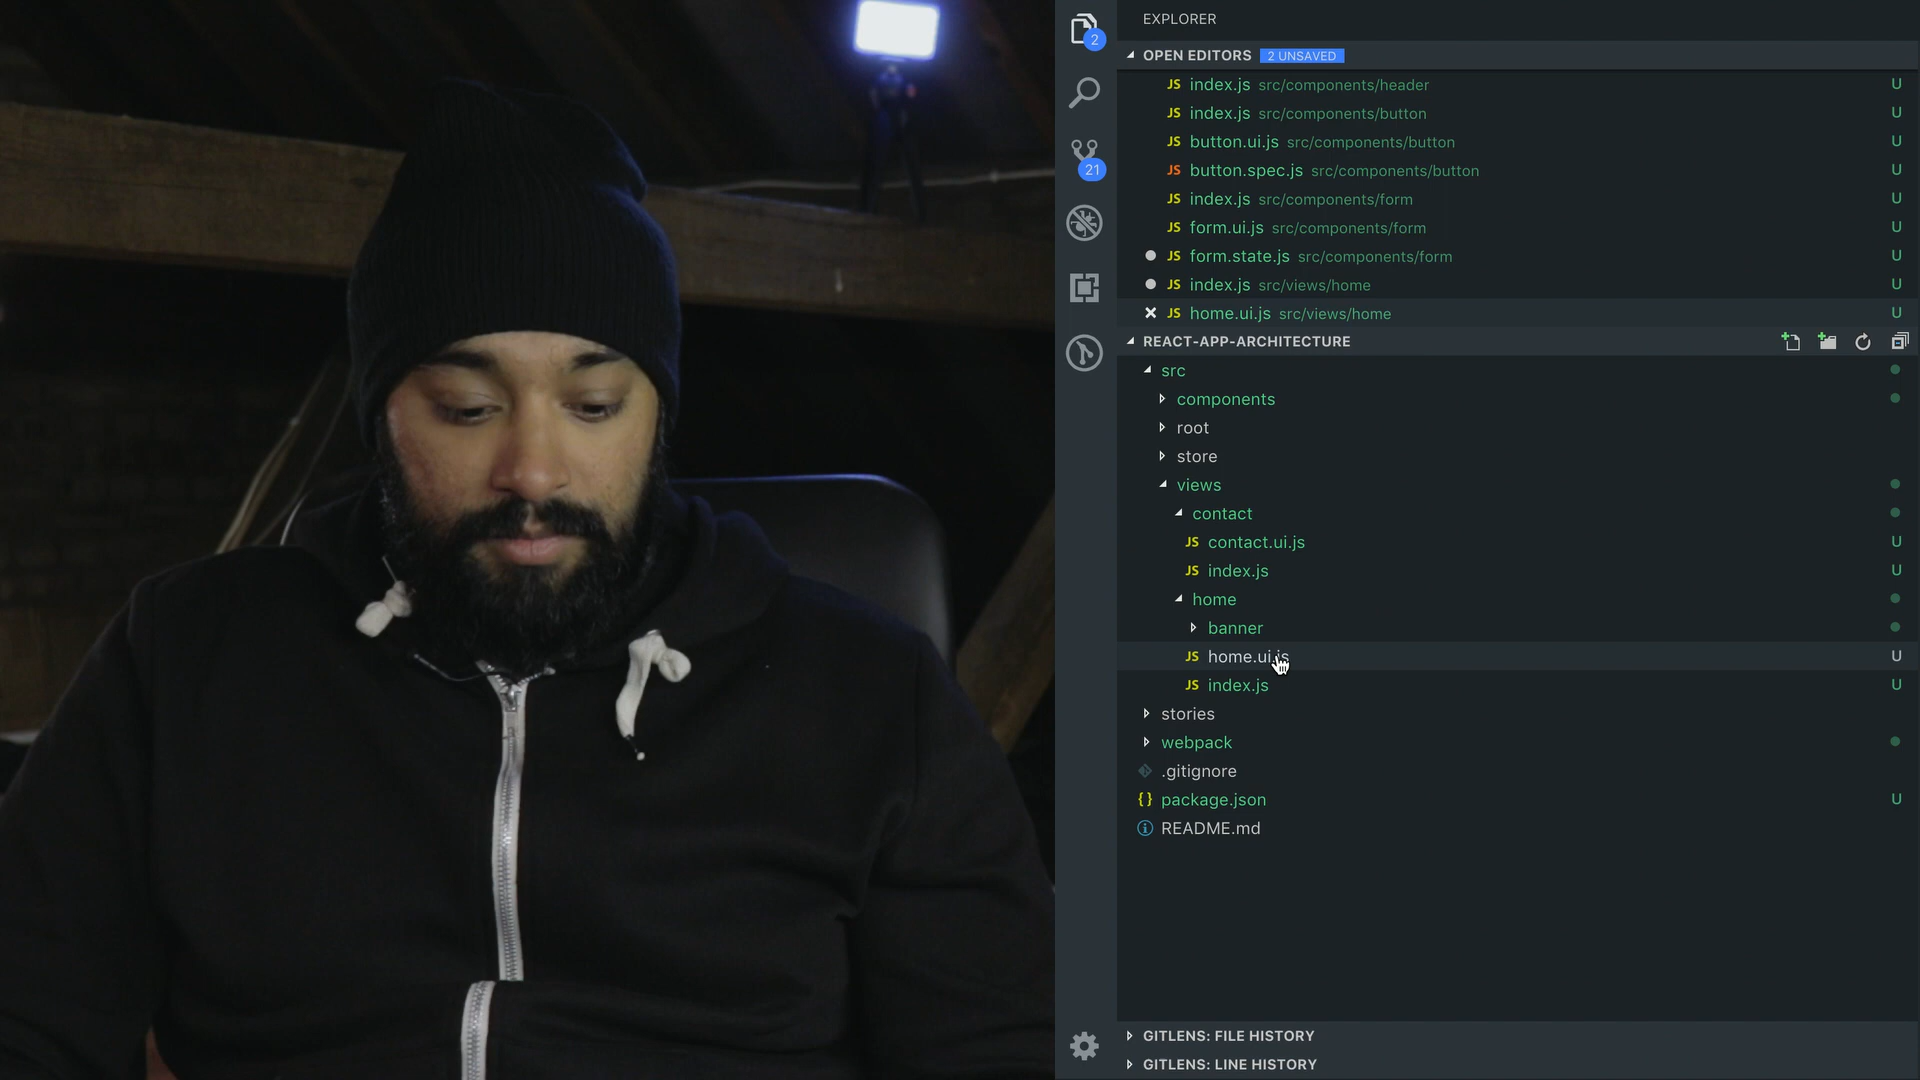 EXPLORER
2
OPEN EDITORS 2 UNSAVED
JS index.js src/components/header U
JS index.js src/components/button U
JS button.ui.js src/components/button U
21
JS button.spec.js src/components/button U
JS index.js src/components/form U
JS form.ui.js src/components/form U
JS form.state.js src/components/form U
JS index.js src/views/home U
JS home.ui.js src/views/home U
REACT-APP-ARCHITECTURE
src
components
root
store
views
contact
JS contact.ui.js U
JS index.js U
home
banner
JS home.ui.js U
JS index.js U
stories
webpack
.gitignore
{} package.json U
README.md
GITLENS: FILE HISTORY
GITLENS: LINE HISTORY